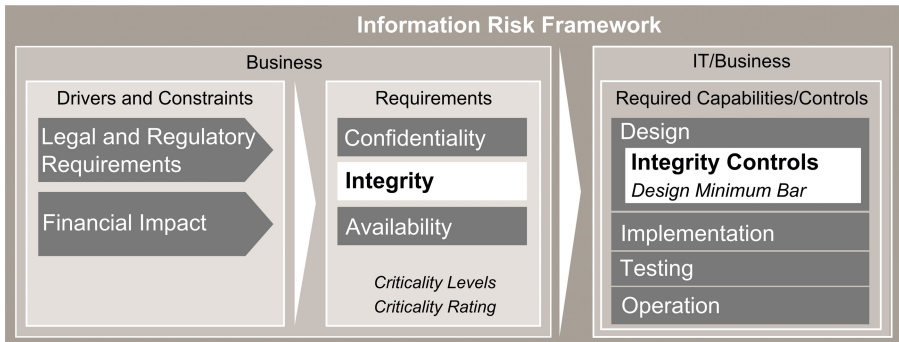 Information Risk Framework
Business
Drivers and Constraints
Legal and Regulatory
Requirements
Financial Impact
Requirements
Confidentiality
Integrity
Availability
Criticality Levels
Criticality Rating
IT/Business
Required Capabilities/Controls
Design
Integrity Controls
Design Minimum Bar
Implementation
Testing
Operation